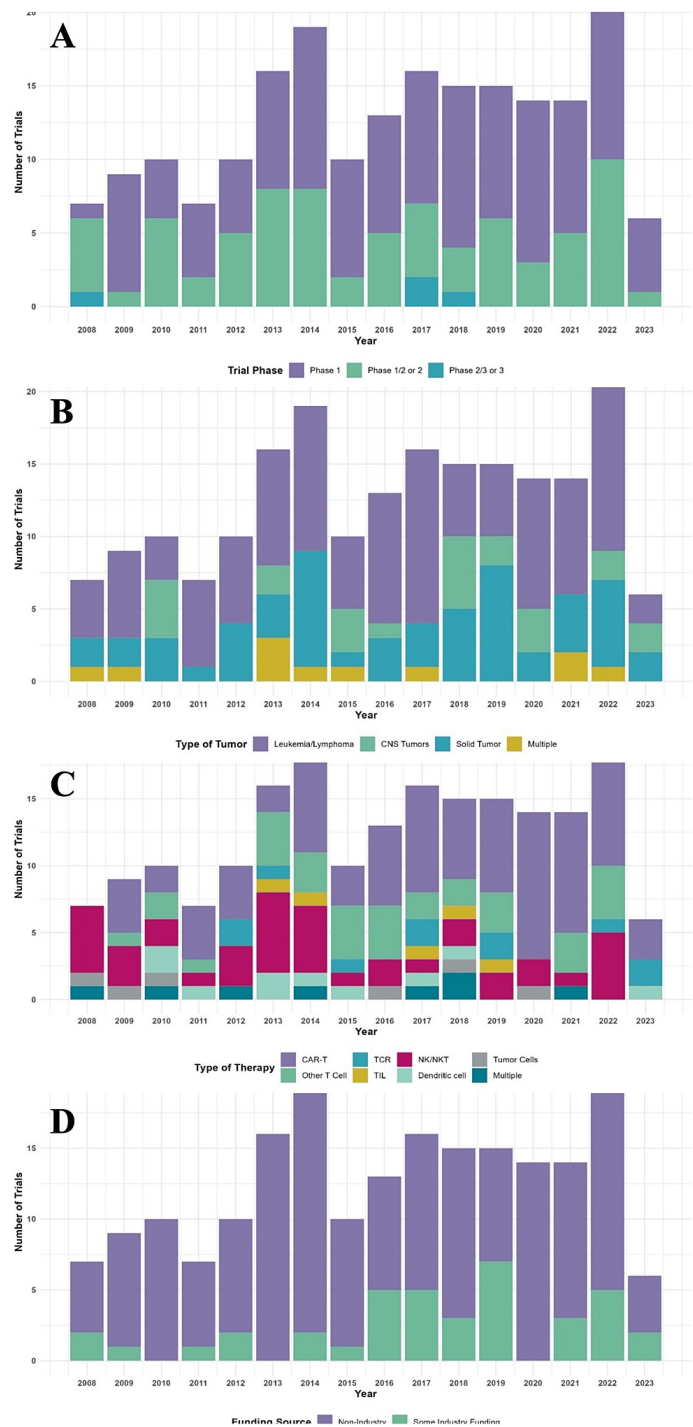 A
20
15
10
5
0
Number of Trials
2008 2009 2010 2011 2012 2013 2014 2015 2016 2017 2018 2019 2020 2021 2022 2023
Year
Trial Phase Phase 1 Phase 1/2 or 2 Phase 2/3 or 3
B
20
15
10
5
0
Number of Trials
2008 2009 2010 2011 2012 2013 2014 2015 2016 2017 2018 2019 2020 2021 2022 2023
Year
Type of Tumor Leukemia/Lymphoma CNS Tumors Solid Tumor Multiple
C
15
10
5
0
Number of Trials
2008 2009 2010 2011 2012 2013 2014 2015 2016 2017 2018 2019 2020 2021 2022 2023
Year
Type of Therapy
CAR-T TCR NK/NKT Tumor Cells
Other T Cell TIL Dendritic cell Multiple
D
15
10
5
0
Number of Trials
2008 2009 2010 2011 2012 2013 2014 2015 2016 2017 2018 2019 2020 2021 2022 2023
Year
Funding Source Non-Industry Some Industry Funding